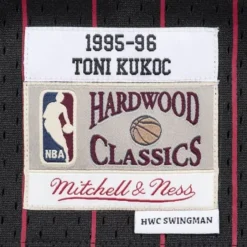 1995-96
TONI KUKOC
NBA
HARDWOOD
CLASSICS
Mitchell & Ness
HWC SWINGMAN